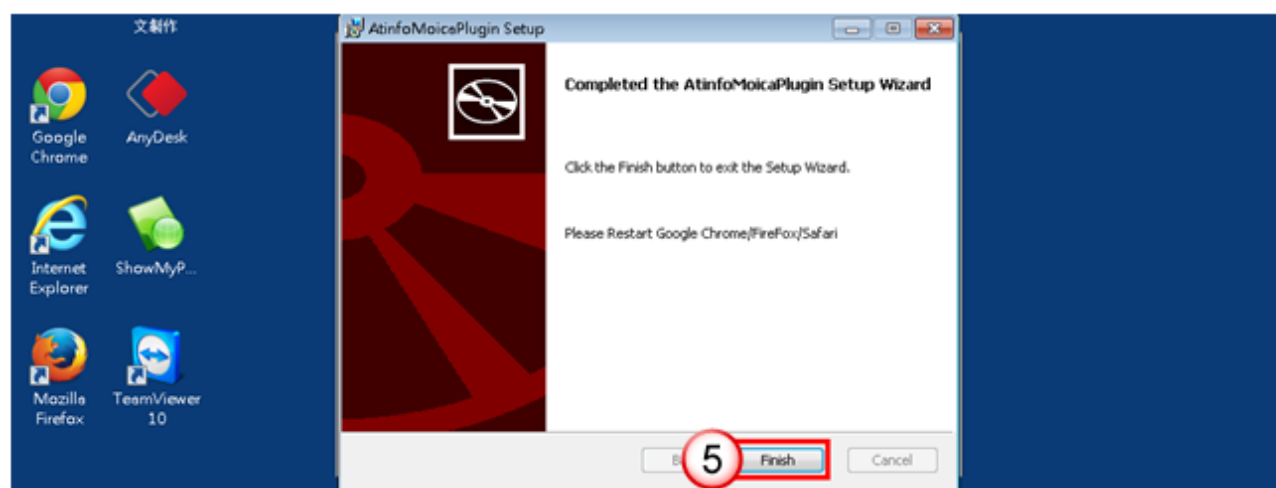 文創作
Google
Chrome
AnyDesk
Internet
Explorer
ShowMyP...
Mozilla
Firefox
TeamViewer
10
AtinfoMoicaPlugin Setup
Completed the AtinfoMoicaPlugin Setup Wizard
Click the Finish button to exit the Setup Wizard.
Please Restart Google Chrome/FireFox/Safari
5
Finish
Cancel